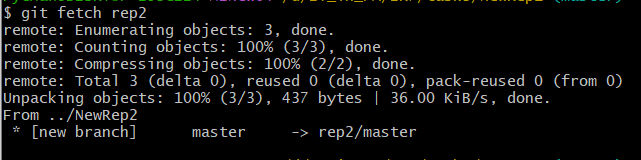 $ git fetch rep2
remote: Enumerating objects: 3, done.
remote: Counting objects: 100% (3/3), done.
remote: Compressing objects: 100% (2/2), done.
remote: Total 3 (delta 0), reused 0 (delta 0), pack-reused 0 (from 0)
Unpacking objects: 100% (3/3), 437 bytes | 36.00 KiB/s, done.
From ../NewRep2
 * [new branch]      master     -> rep2/master